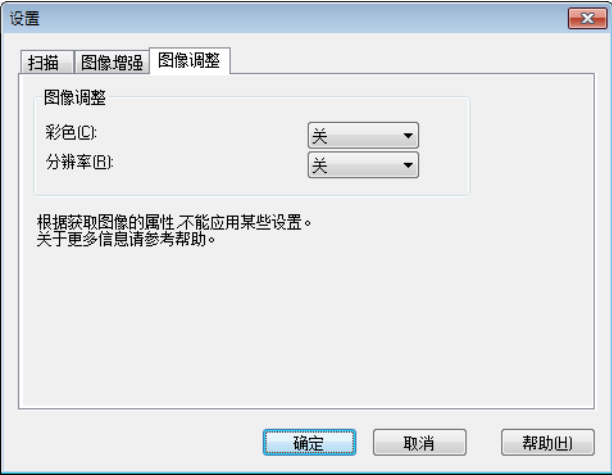 设置
扫描 图像增强 图像调整
图像调整
彩色(C): 关
分辨率(R): 关
根据获取图像的属性,不能应用某些设置。
关于更多信息请参考帮助。
确定 取消 帮助(H)